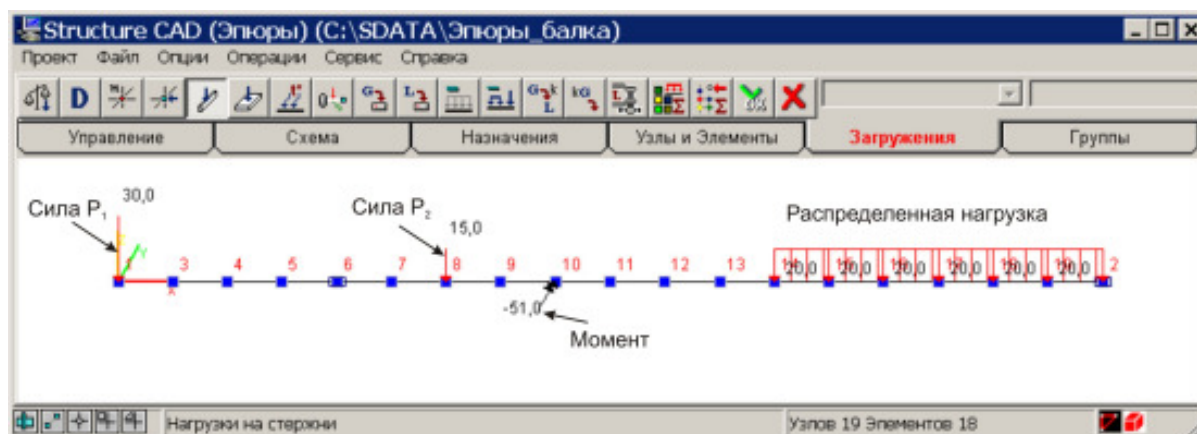 Structure CAD (Эпюры) (C:\SDATA\Эпюры_балка)
Проект Файл Опции Операции Сервис Справка
Управление Схема Назначения Узлы и Элементы Загружения Группы
Сила P₁ 30,0 Сила P₂ 15,0 Распределенная нагрузка
1 3 4 5 6 7 8 9 10 11 12 13 20,0 20,0 20,0 20,0 20,0 20,0 2
Y
X
-51,0
Момент
Нагрузки на стержни Узлов 19 Элементов 18